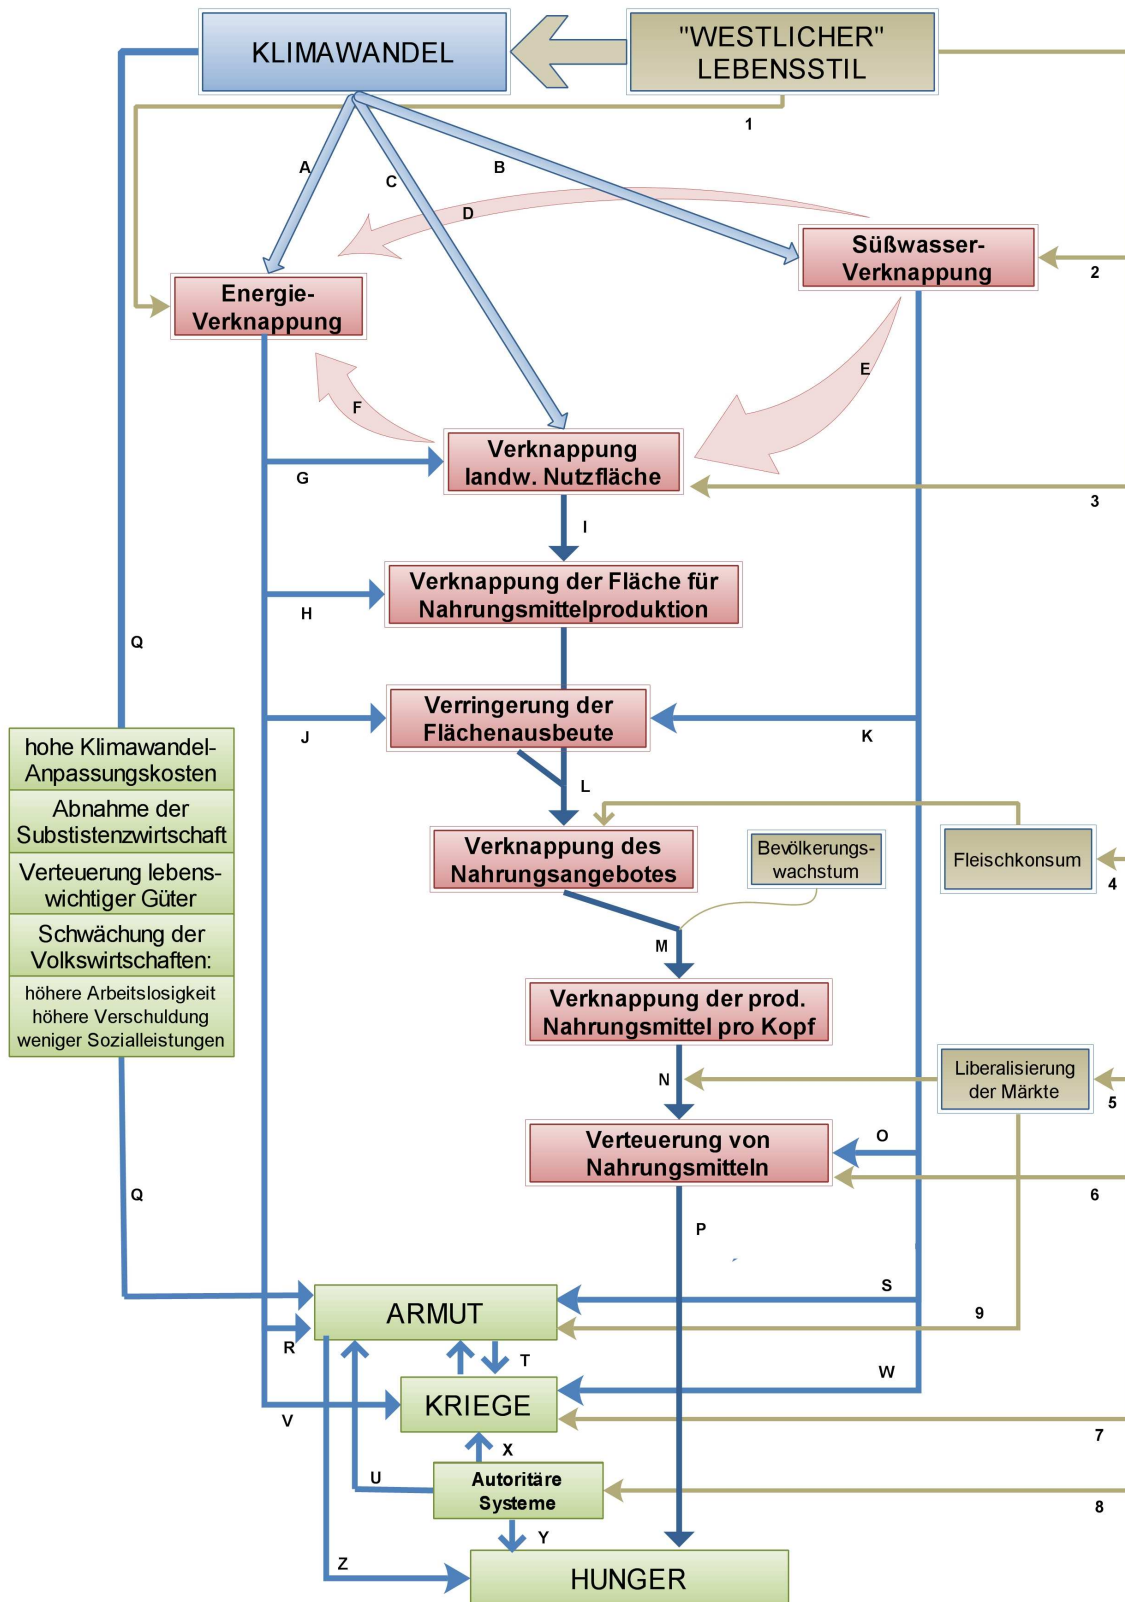 KLIMAWANDEL
"WESTLICHER"
LEBENSSTIL
1
A
C
B
D
Süßwasser-
Verknappung
2
Energie-
Verknappung
E
F
Verknappung
landw. Nutzfläche
G
3
I
Verknappung der Fläche für
Nahrungsmittelproduktion
H
Q
Verringerung der
Flächenausbeute
J
K
hohe Klimawandel-
Anpassungskosten
Abnahme der
Substistenzwirtschaft
Verteuerung lebens-
wichtiger Güter
Schwächung der
Volkswirtschaften:
höhere Arbeitslosigkeit
höhere Verschuldung
weniger Sozialleistungen
L
Verknappung des
Nahrungsangebotes
Bevölkerungs-
wachstum
Fleischkonsum
4
M
Verknappung der prod.
Nahrungsmittel pro Kopf
N
Liberalisierung
der Märkte
5
Verteuerung von
Nahrungsmitteln
O
6
Q
P
ARMUT
S
9
R
T
KRIEGE
W
V
7
X
U
Autoritäre
Systeme
8
Y
Z
HUNGER